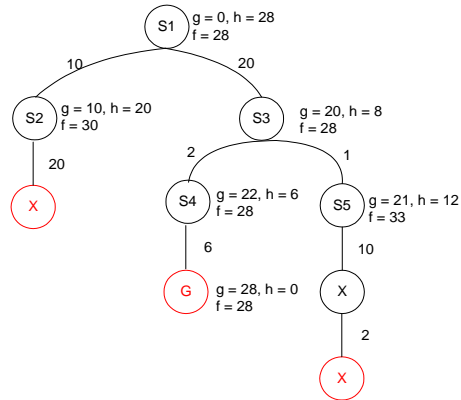 S1
g = 0, h = 28
f = 28
10
20
S2
g = 10, h = 20
f = 30
S3
g = 20, h = 8
f = 28
20
2
1
X
S4
g = 22, h = 6
f = 28
S5
g = 21, h = 12
f = 33
6
10
G
g = 28, h = 0
f = 28
X
2
X